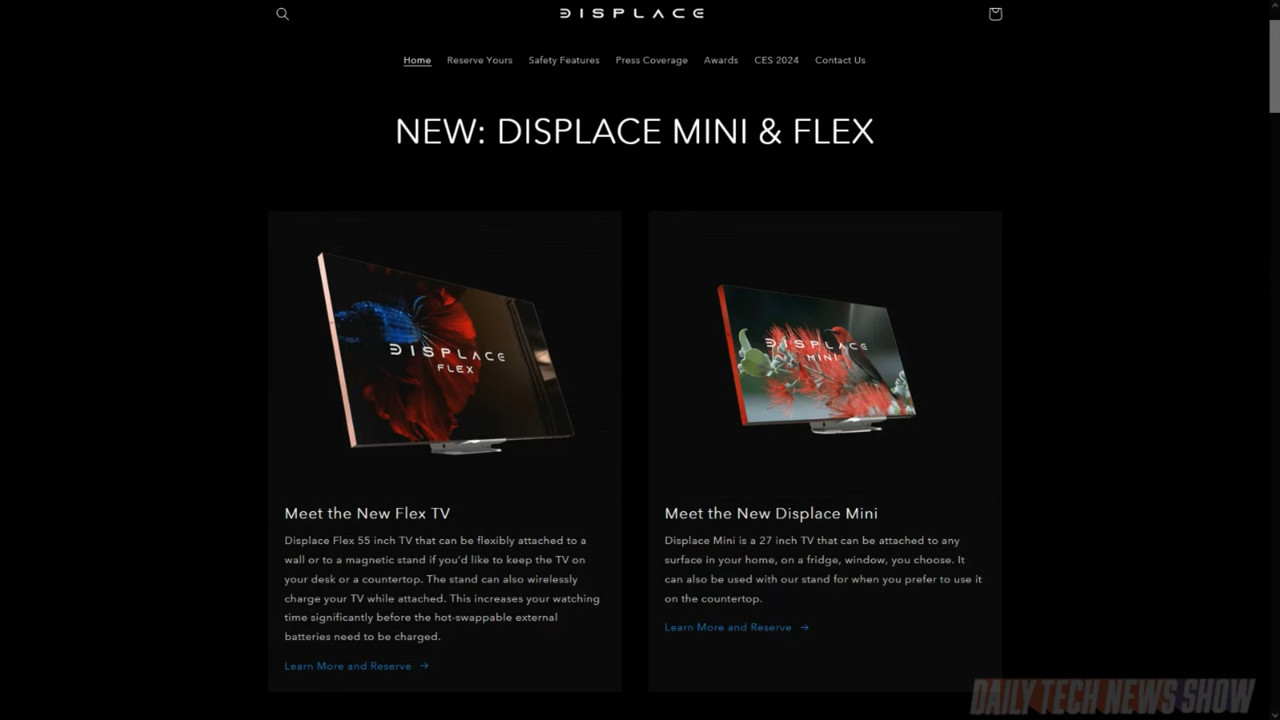 DISPLACE
Home Reserve Yours Safety Features Press Coverage Awards CES 2024 Contact Us
NEW: DISPLACE MINI & FLEX
DISPLACE
FLEX
DISPLACE
MINI
Meet the New Flex TV
Displace Flex 55 inch TV that can be flexibly attached to a
wall or to a magnetic stand if you'd like to keep the TV on
your desk or a countertop. The stand can also wirelessly
charge your TV while attached. This increases your watching
time significantly before the hot-swappable external
batteries need to be charged.
Learn More and Reserve →
Meet the New Displace Mini
Displace Mini is a 27 inch TV that can be attached to any
surface in your home, on a fridge, window, you choose. It
can also be used with our stand for when you prefer to use it
on the countertop.
Learn More and Reserve →
DAILY TECH NEWS SHOW